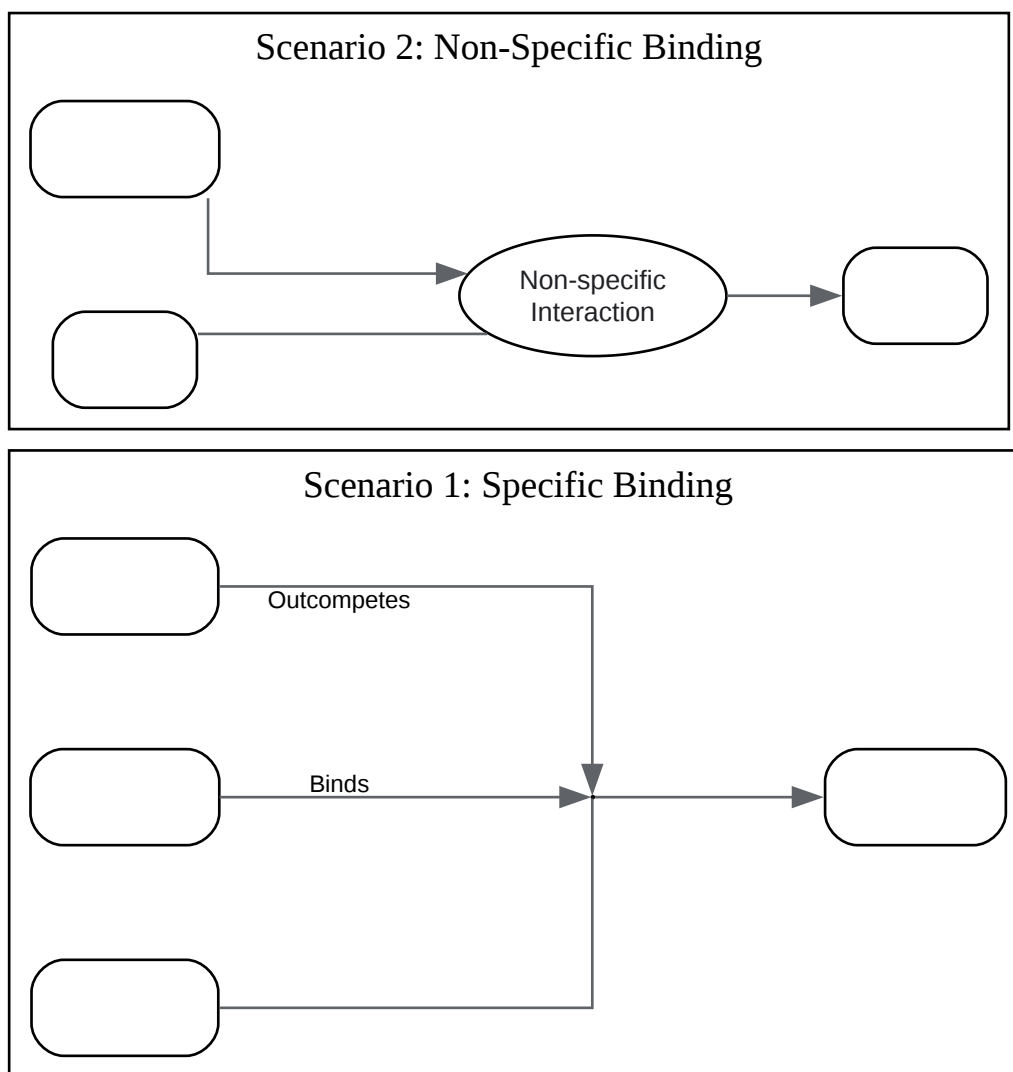 Scenario 2: Non-Specific Binding
Non-specific
Interaction
Scenario 1: Specific Binding
Outcompetes
Binds